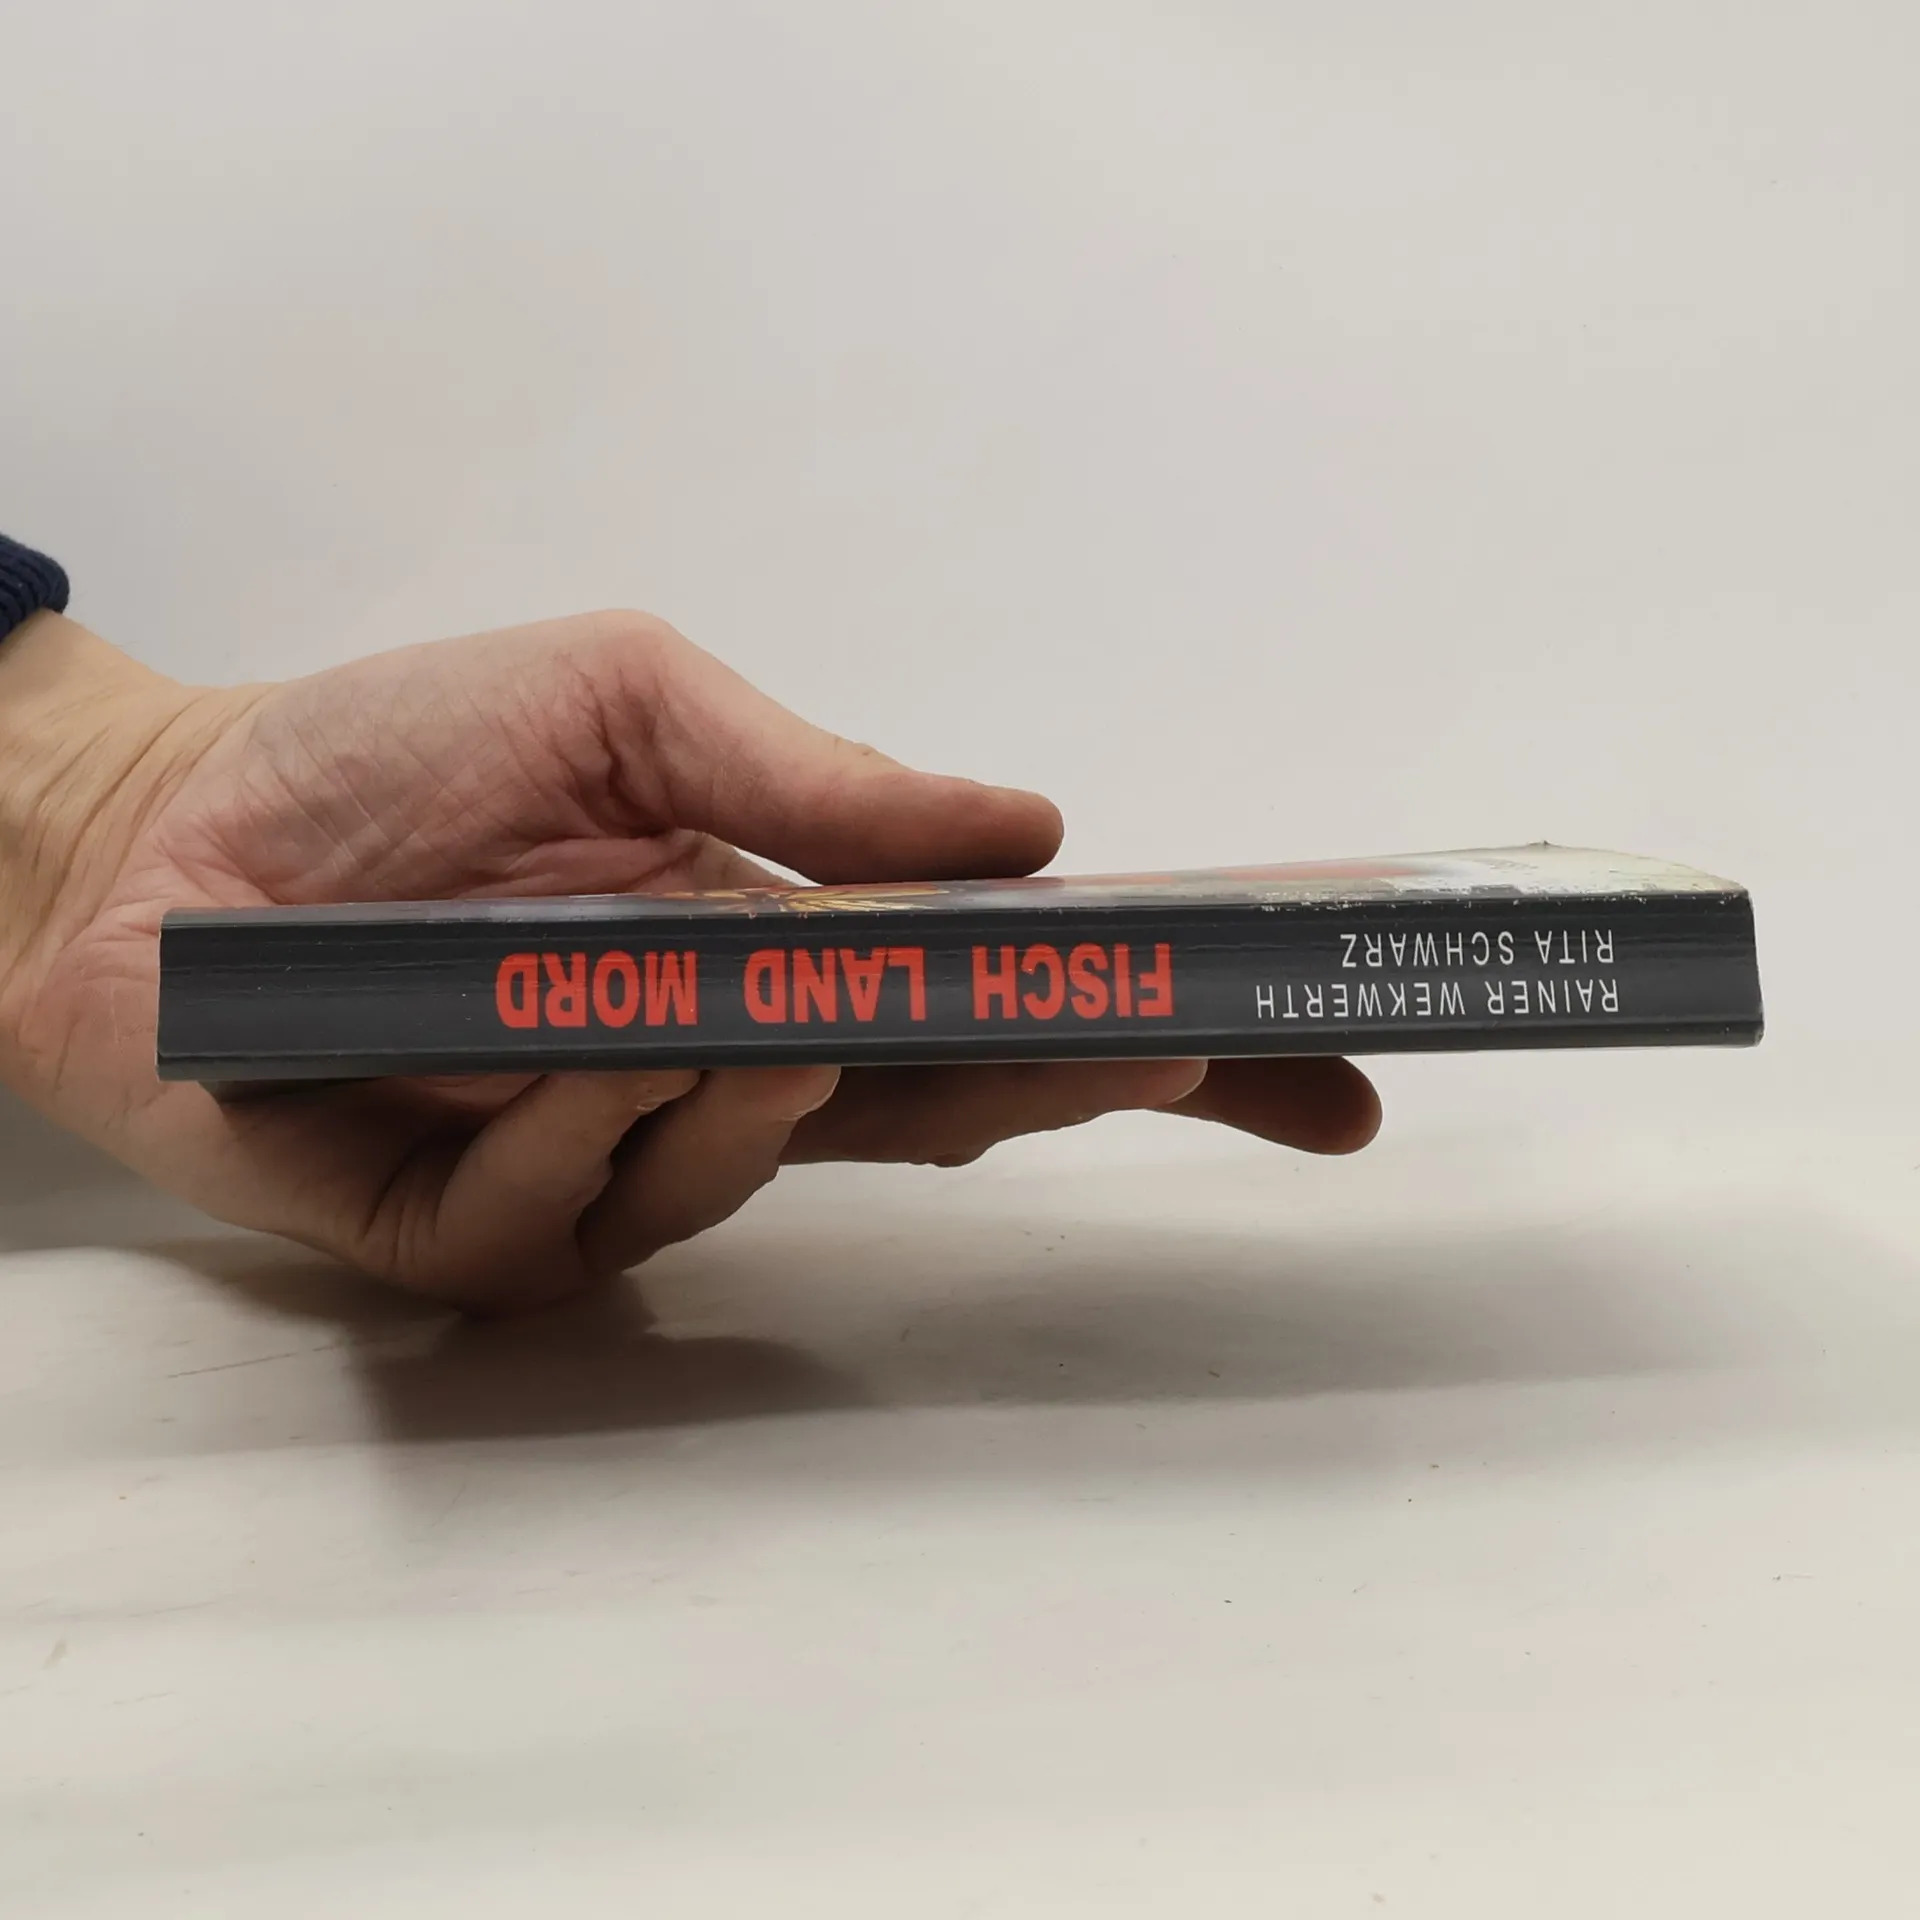 RAINER WEKWERTH
RITA SCHWARZ
FISCH LAND MORD